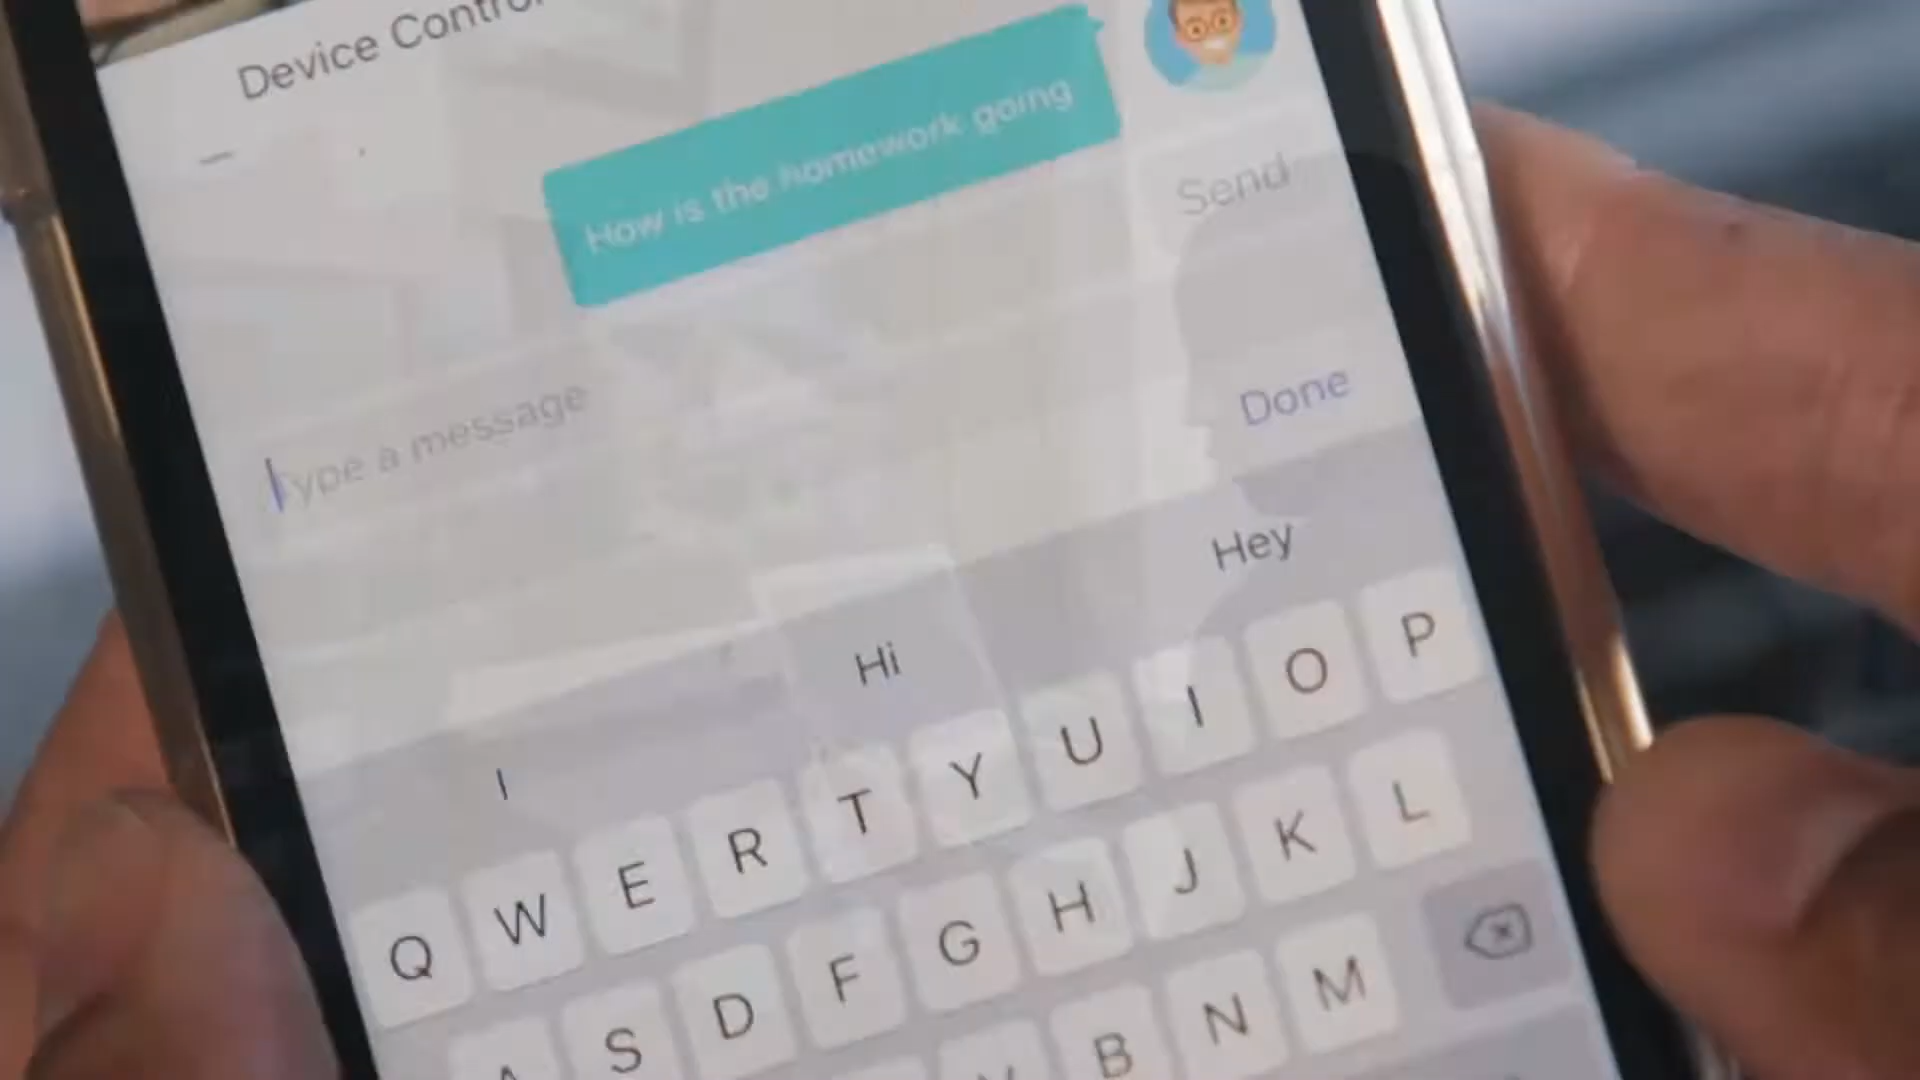 Device Contro
How is the homework going
Send
Type a message
Done
I
Hi
Hey
Q W E R T Y U I O P
A S D F G H J K L
V B N M